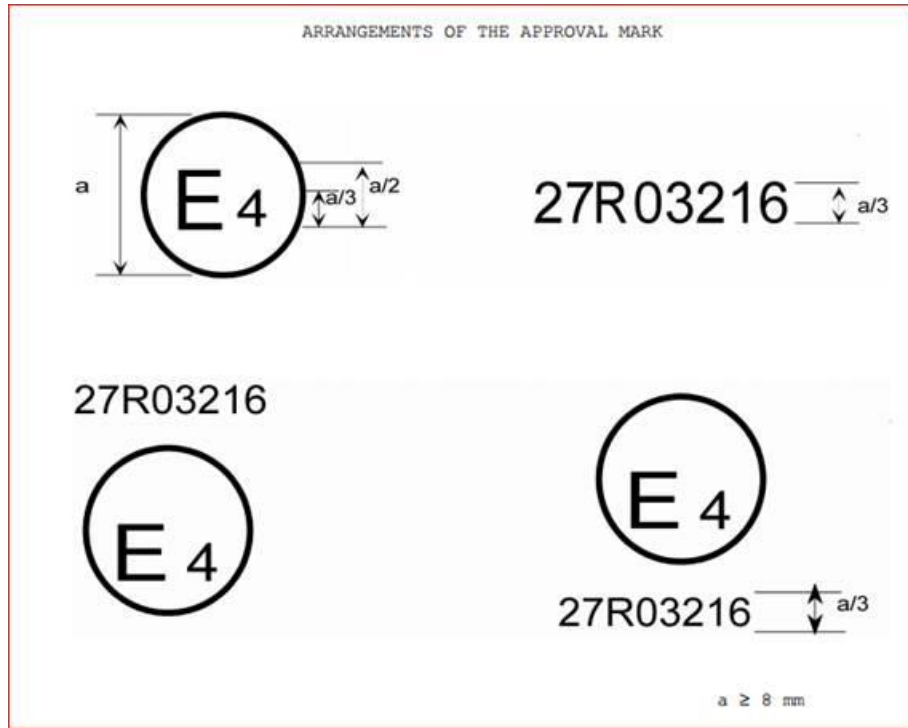 ARRANGEMENTS OF THE APPROVAL MARK
a
E 4
a/3
a/2
27R03216
a/3
27R03216
E 4
E 4
27R03216
a/3
a ≥ 8 mm